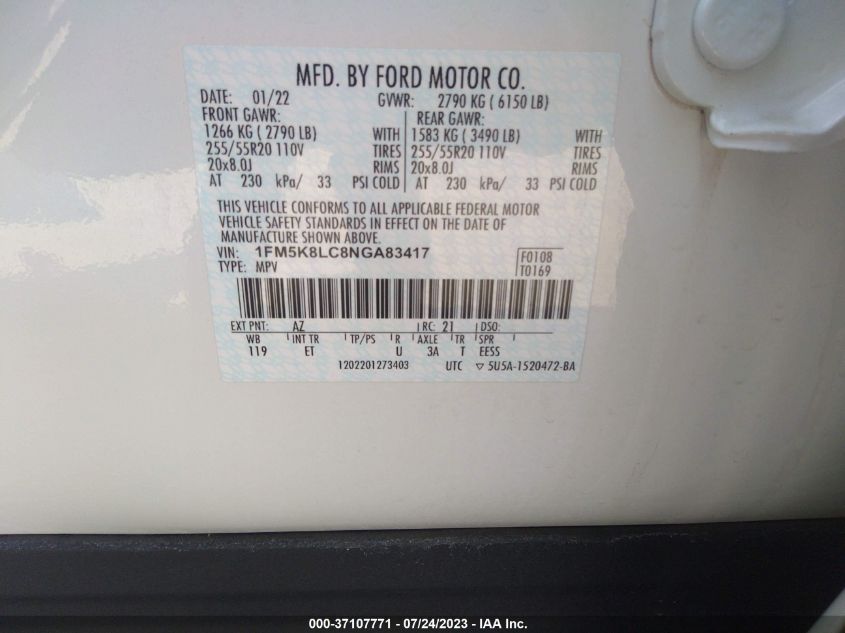 MFD. BY FORD MOTOR CO.
DATE: 01/22 GVWR: 2790 KG ( 6150 LB)
FRONT GAWR: REAR GAWR:
1266 KG ( 2790 LB) WITH 1583 KG ( 3490 LB) WITH
255/55R20 110V TIRES 255/55R20 110V TIRES
20x8.0J RIMS 20x8.0J RIMS
AT 230 kPa/ 33 PSI COLD AT 230 kPa/ 33 PSI COLD
THIS VEHICLE CONFORMS TO ALL APPLICABLE FEDERAL MOTOR
VEHICLE SAFETY STANDARDS IN EFFECT ON THE DATE OF
MANUFACTURE SHOWN ABOVE.
VIN: 1FM5K8LC8NGA83417 F0108
TYPE: MPV T0169
EXT PNT: AZ RC: 21 DSO:
WB INT TR TP/PS R AXLE TR SPR
119 ET U 3A T EESS
1202201273403 UTC ▽ 5U5A-1520472-BA
000-37107771 - 07/24/2023 - IAA Inc.